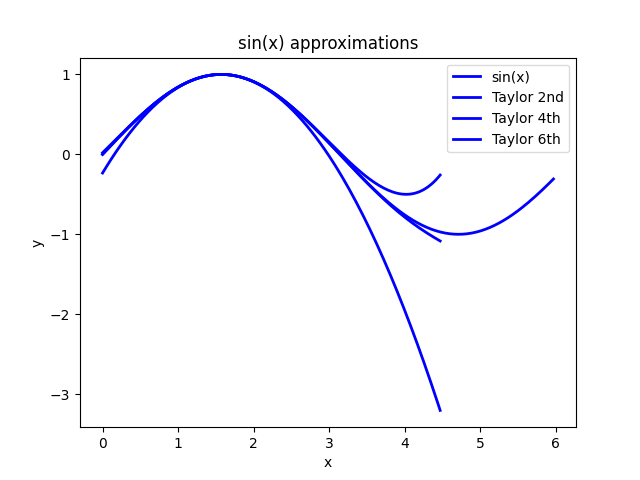 sin(x) approximations
sin(x)
Taylor 2nd
Taylor 4th
Taylor 6th
1
0
−1
−2
−3
y
0 1 2 3 4 5 6
x